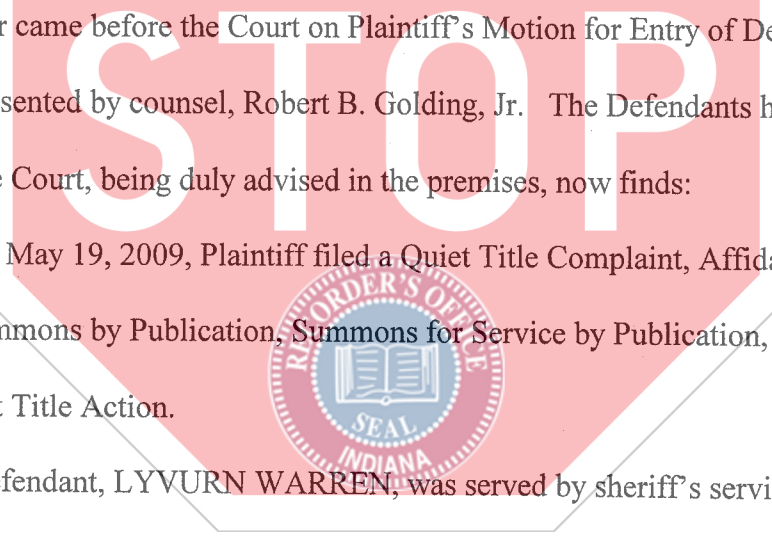 STOP
r came before the Court on Plaintiff's Motion for Entry of De
sented by counsel, Robert B. Golding, Jr. The Defendants h
e Court, being duly advised in the premises, now finds:
May 19, 2009, Plaintiff filed a Quiet Title Complaint, Affida
mmons by Publication, Summons for Service by Publication,
t Title Action.
fendant, LYVURN WARREN, was served by sheriff's servi
RECORDER'S OFFICE
SEAL
INDIANA